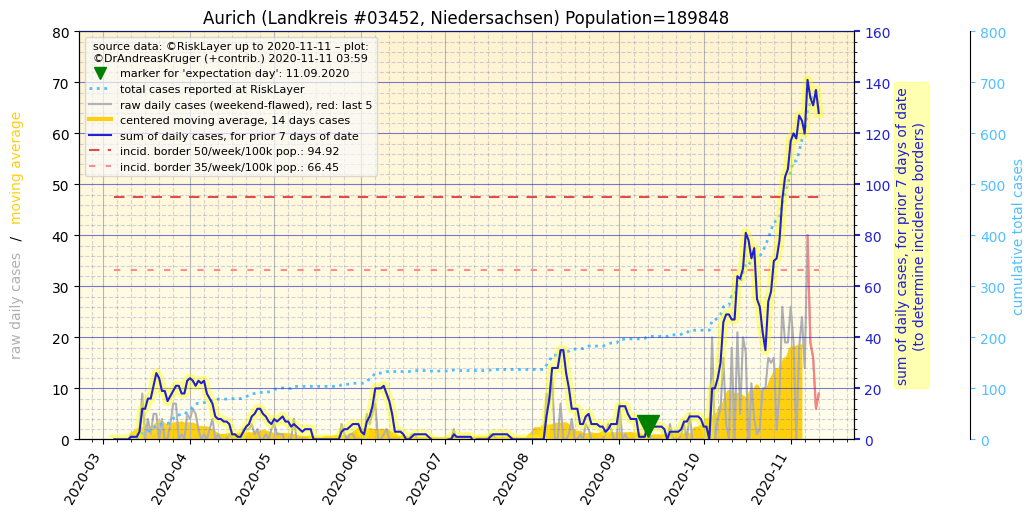 Aurich (Landkreis #03452, Niedersachsen) Population=189848
source data: ©RiskLayer up to 2020-11-11 – plot:
©DrAndreasKruger (+contrib.) 2020-11-11 03:59
marker for 'expectation day': 11.09.2020
total cases reported at RiskLayer
raw daily cases (weekend-flawed), red: last 5
centered moving average, 14 days cases
sum of daily cases, for prior 7 days of date
incid. border 50/week/100k pop.: 94.92
incid. border 35/week/100k pop.: 66.45
raw daily cases / moving average
80
70
60
50
40
30
20
10
0
160
140
120
100
80
60
40
20
0
sum of daily cases, for prior 7 days of date
(to determine incidence borders)
800
700
600
500
400
300
200
100
0
cumulative total cases
2020-03
2020-04
2020-05
2020-06
2020-07
2020-08
2020-09
2020-10
2020-11